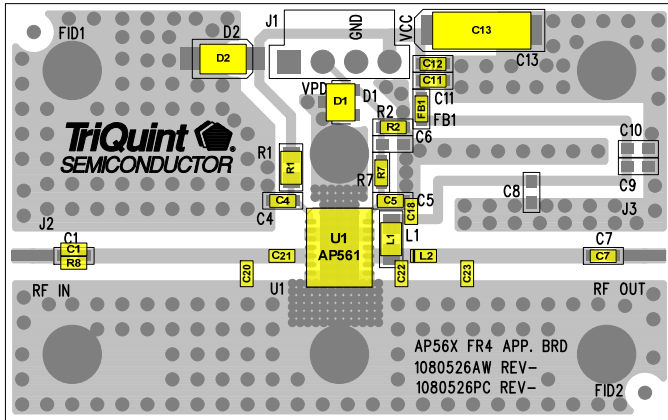 FID1
D2
D2
J1
GND
VCC
C13
C13
C12
C11
C11
VPD
D1
D1
FB1
FB1
R2
R2
C6
C10
C9
TriQuint
SEMICONDUCTOR
R1
R1
R7
R7
C8
C4
C4
C5
C5
C18
J3
J2
C1
C1
R8
C21
U1
AP561
L1
L1
L2
C7
C7
C20
C22
C23
RF IN
U1
RF OUT
AP56X FR4 APP. BRD
1080526AW REV-
1080526PC REV-
FID2